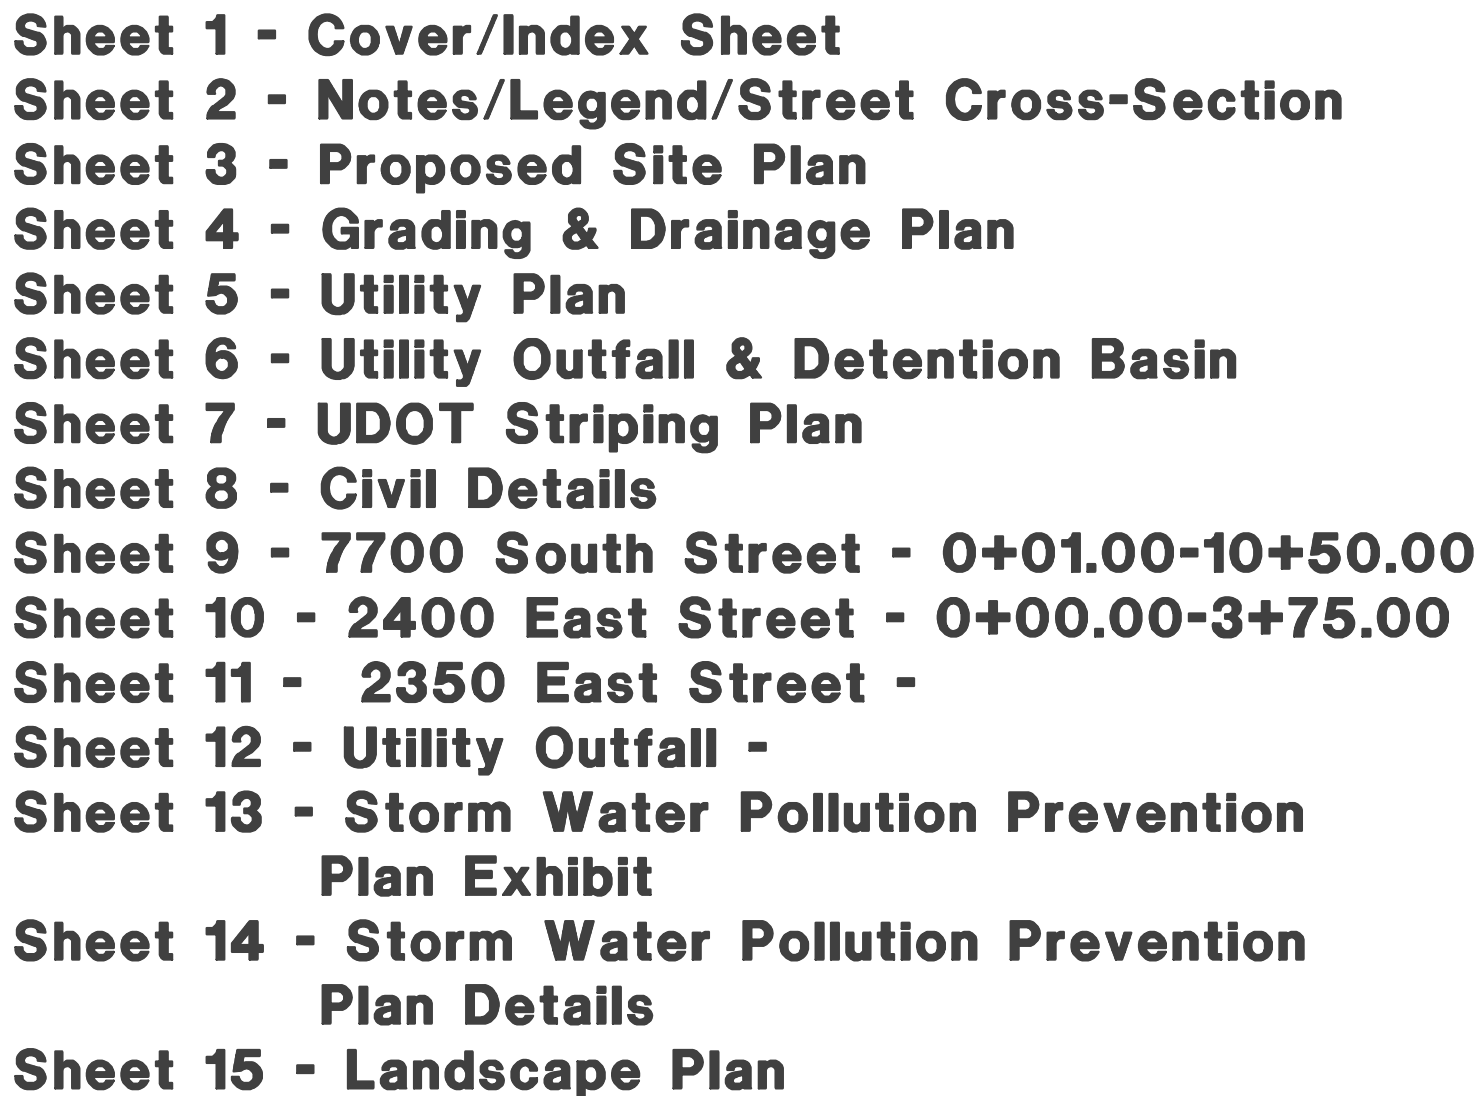 Sheet 1 - Cover/Index Sheet
Sheet 2 - Notes/Legend/Street Cross-Section
Sheet 3 - Proposed Site Plan
Sheet 4 - Grading & Drainage Plan
Sheet 5 - Utility Plan
Sheet 6 - Utility Outfall & Detention Basin
Sheet 7 - UDOT Striping Plan
Sheet 8 - Civil Details
Sheet 9 - 7700 South Street - 0+01.00-10+50.00
Sheet 10 - 2400 East Street - 0+00.00-3+75.00
Sheet 11 - 2350 East Street -
Sheet 12 - Utility Outfall -
Sheet 13 - Storm Water Pollution Prevention
Plan Exhibit
Sheet 14 - Storm Water Pollution Prevention
Plan Details
Sheet 15 - Landscape Plan